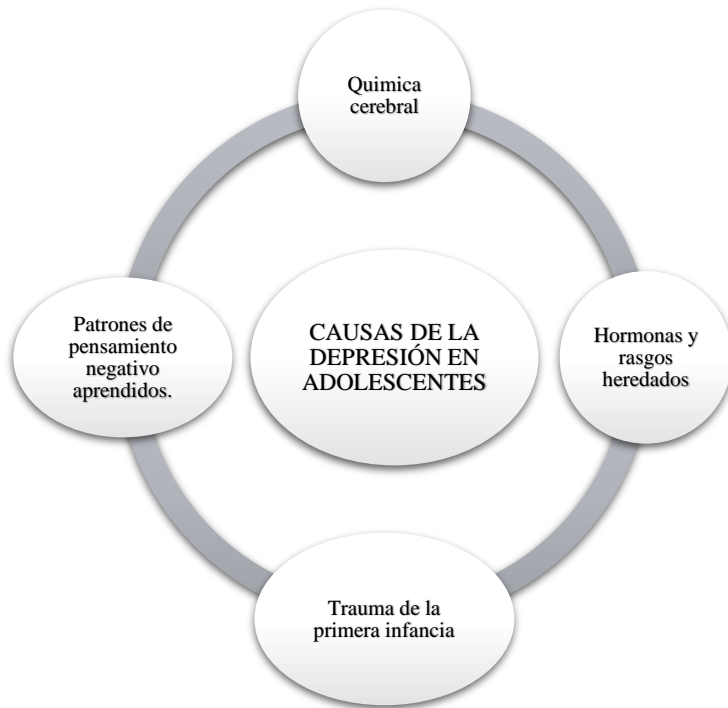 Quimica
cerebral
Patrones de
pensamiento
negativo
aprendidos.
CAUSAS DE LA
DEPRESIÓN EN
ADOLESCENTES
Hormonas y
rasgos
heredados
Trauma de la
primera infancia